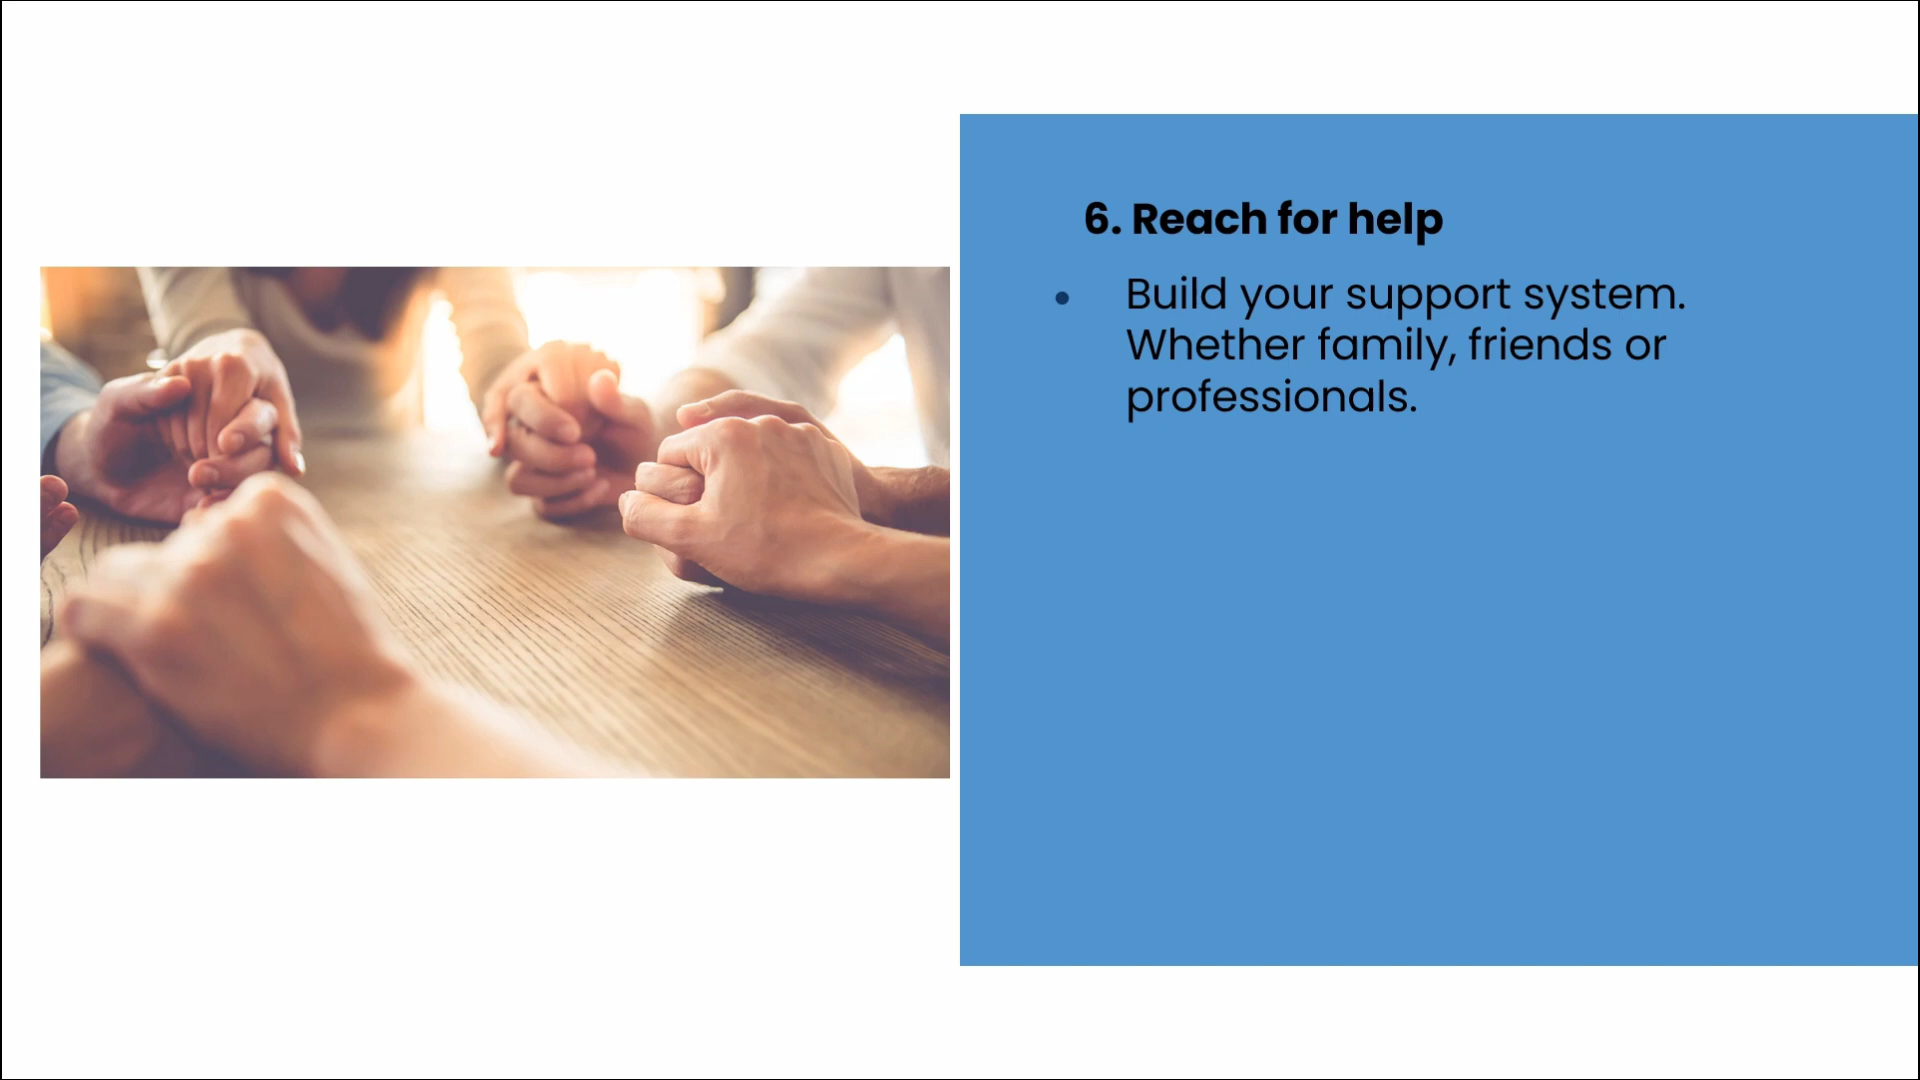 6. Reach for help
• Build your support system.
Whether family, friends or
professionals.